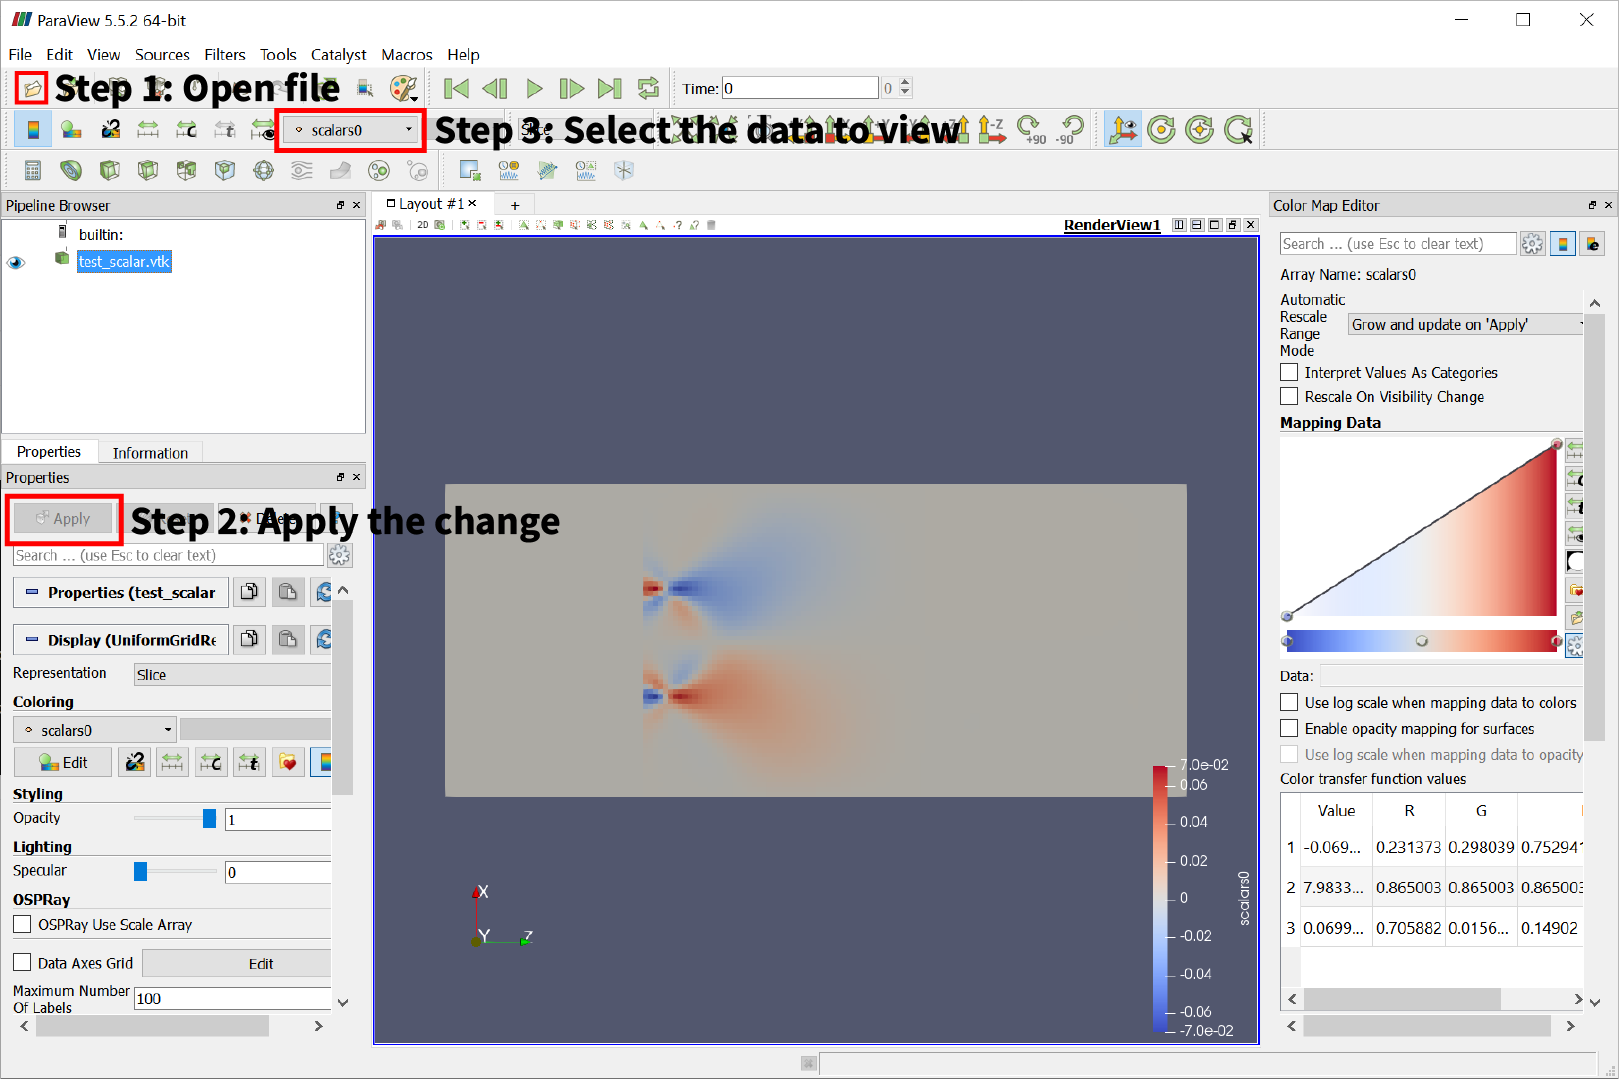 ParaView 5.5.2 64-bit
File Edit View Sources Filters Tools Catalyst Macros Help
Step 1: Open file
Time: 0 0
scalars0
Step 3: Select the data to view
+90 -90
Pipeline Browser
builtin:
test_scalar.vtk
Properties Information
Properties
Apply
Step 2: Apply the change
Search ... (use Esc to clear text)
Properties (test_scalar
Display (UniformGridRe
Representation Slice
Coloring
scalars0
Edit
Styling
Opacity 1
Lighting
Specular 0
OSPRay
OSPRay Use Scale Array
Data Axes Grid Edit
Maximum Number
Of Labels 100
Layout #1 +
2D
RenderView1
X
Y Z
7.0e-02
0.06
0.04
0.02
0
-0.02
-0.04
-0.06
-7.0e-02
scalars0
Color Map Editor
Search ... (use Esc to clear text)
Array Name: scalars0
Automatic
Rescale
Range
Mode
Grow and update on 'Apply'
Interpret Values As Categories
Rescale On Visibility Change
Mapping Data
Data:
Use log scale when mapping data to colors
Enable opacity mapping for surfaces
Use log scale when mapping data to opacity
Color transfer function values
Value R G
1 -0.069... 0.231373 0.298039 0.752941
2 7.9833... 0.865003 0.865003 0.865003
3 0.0699... 0.705882 0.0156... 0.14902